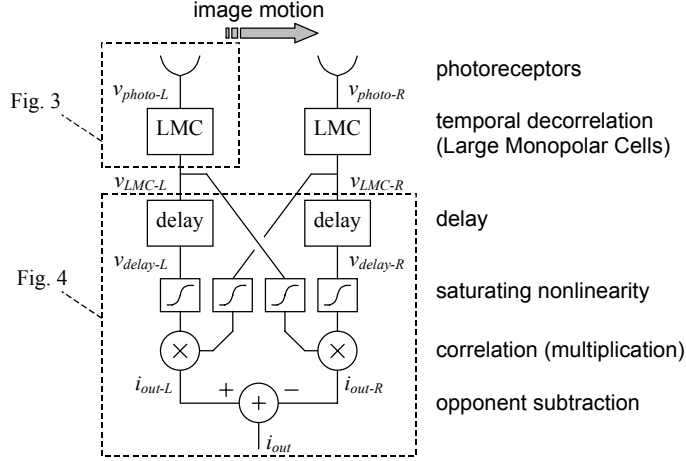 image motion
photoreceptors
Fig. 3
v_photo-L
v_photo-R
LMC
LMC
temporal decorrelation
(Large Monopolar Cells)
v_LMC-L
v_LMC-R
delay
delay
delay
v_delay-L
v_delay-R
Fig. 4
saturating nonlinearity
×
×
correlation (multiplication)
i_out-L
+
−
i_out-R
+
opponent subtraction
i_out